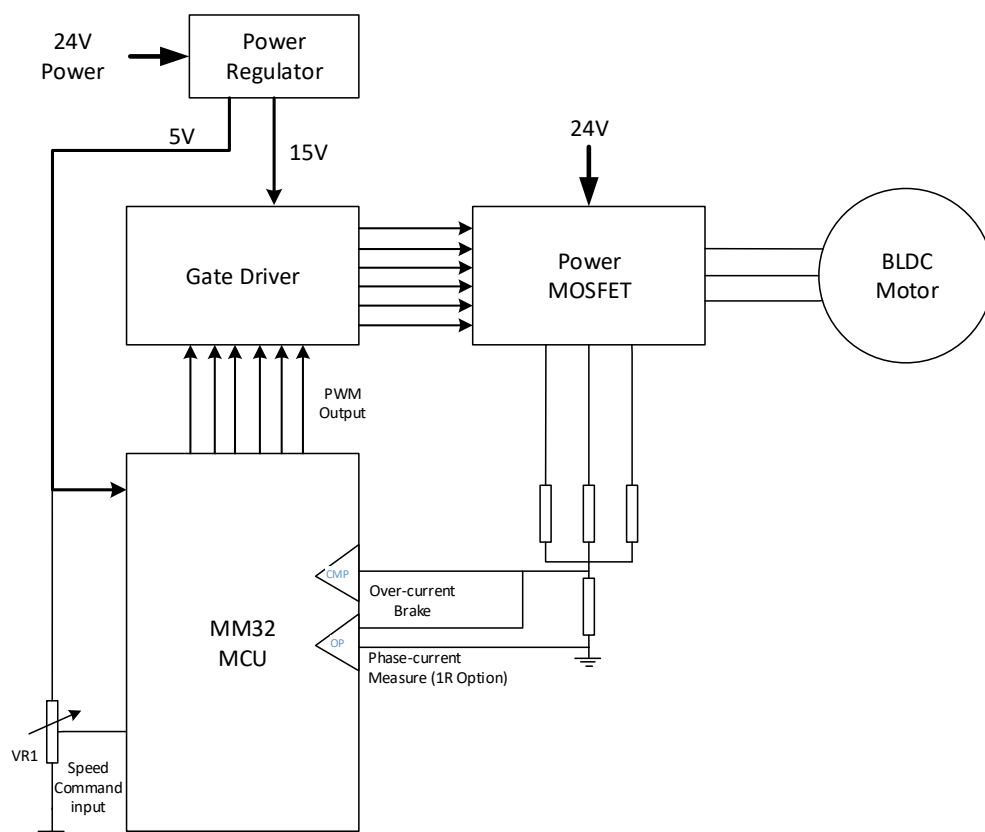 24V
Power
Power
Regulator
5V
15V
24V
Gate Driver
Power
MOSFET
BLDC
Motor
PWM
Output
CMP
Over-current
Brake
MM32
MCU
OP
Phase-current
Measure (1R Option)
VR1
Speed
Command
input